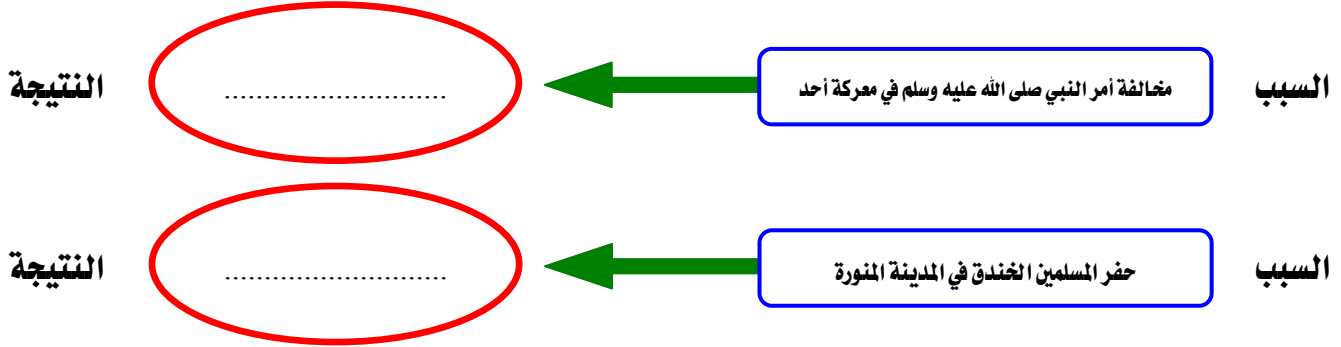 السبب
مخالفة أمر النبي صلى الله عليه وسلم في معركة أحد
............................
النتيجة
السبب
حفر المسلمين الخندق في المدينة المنورة
............................
النتيجة